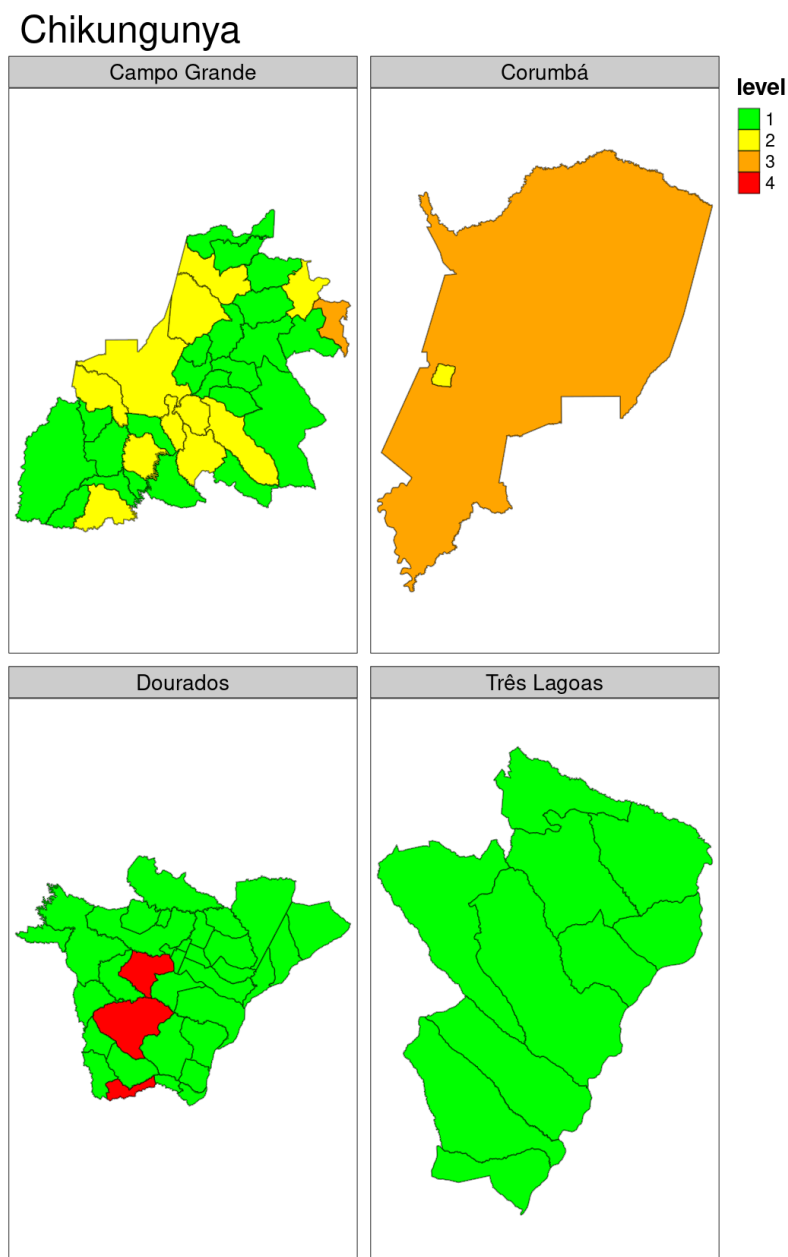 Chikungunya
Campo Grande
Corumbá
level
1
2
3
4
Dourados
Três Lagoas